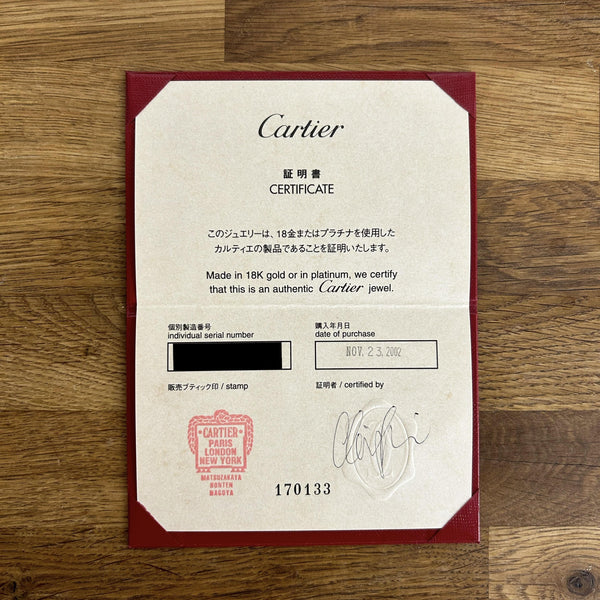 Cartier
証明書
CERTIFICATE
このジュエリーは、18金またはプラチナを使用した
カルティエの製品であることを証明いたします。
Made in 18K gold or in platinum, we certify
that this is an authentic Cartier jewel.
個別製造番号
individual serial number
購入年月日
date of purchase
NOV. 23. 2002
販売ブティック印 / stamp
証明者 / certified by
CARTIER
PARIS
LONDON
NEW YORK
MATSUZAKAYA
HONTEN
NAGOYA
170133